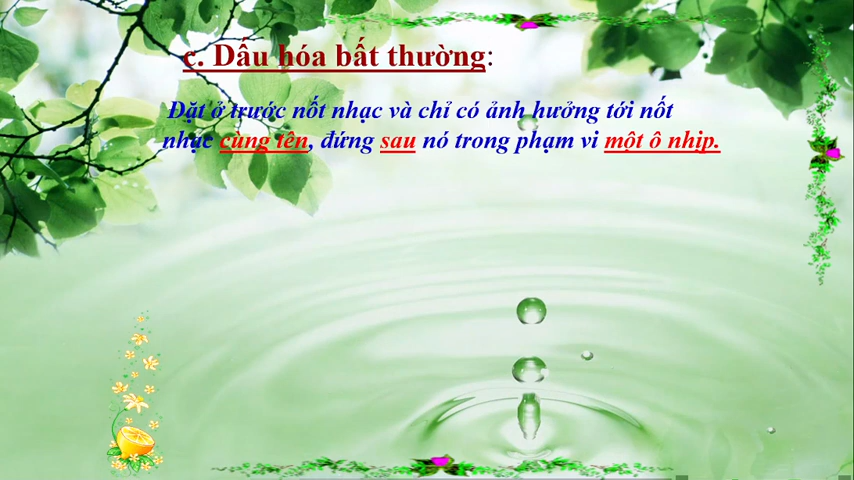 c. Dấu hóa bất thường:
Đặt ở trước nốt nhạc và chỉ có ảnh hưởng tới nốt
nhạc cùng tên, đứng sau nó trong phạm vi một ô nhịp.